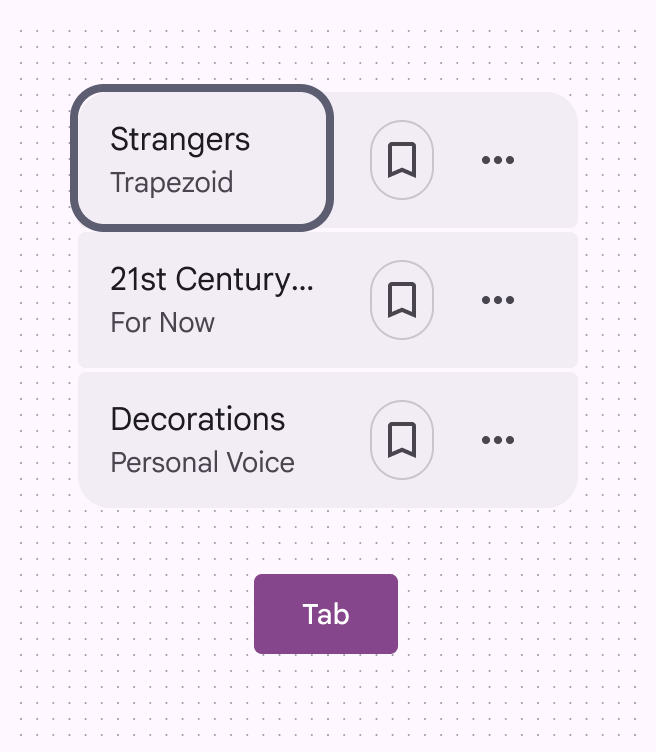 Strangers
Trapezoid
21st Century...
For Now
Decorations
Personal Voice
Tab